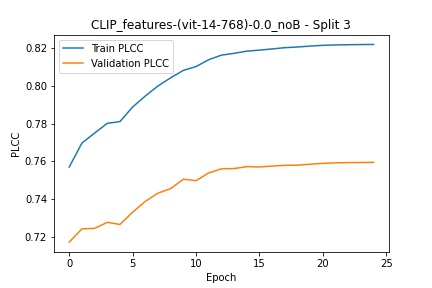 CLIP_features-(vit-14-768)-0.0_noB - Split 3
Train PLCC
Validation PLCC
PLCC
0.82
0.80
0.78
0.76
0.74
0.72
0 5 10 15 20 25
Epoch